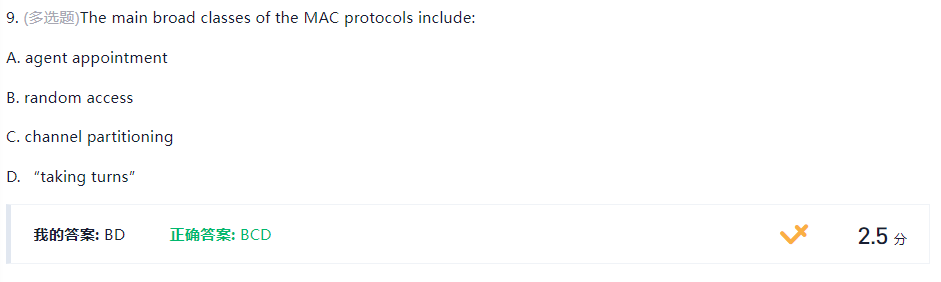 9. (多选题)The main broad classes of the MAC protocols include:
A. agent appointment
B. random access
C. channel partitioning
D. “taking turns”
我的答案: BD 正确答案: BCD 2.5 分